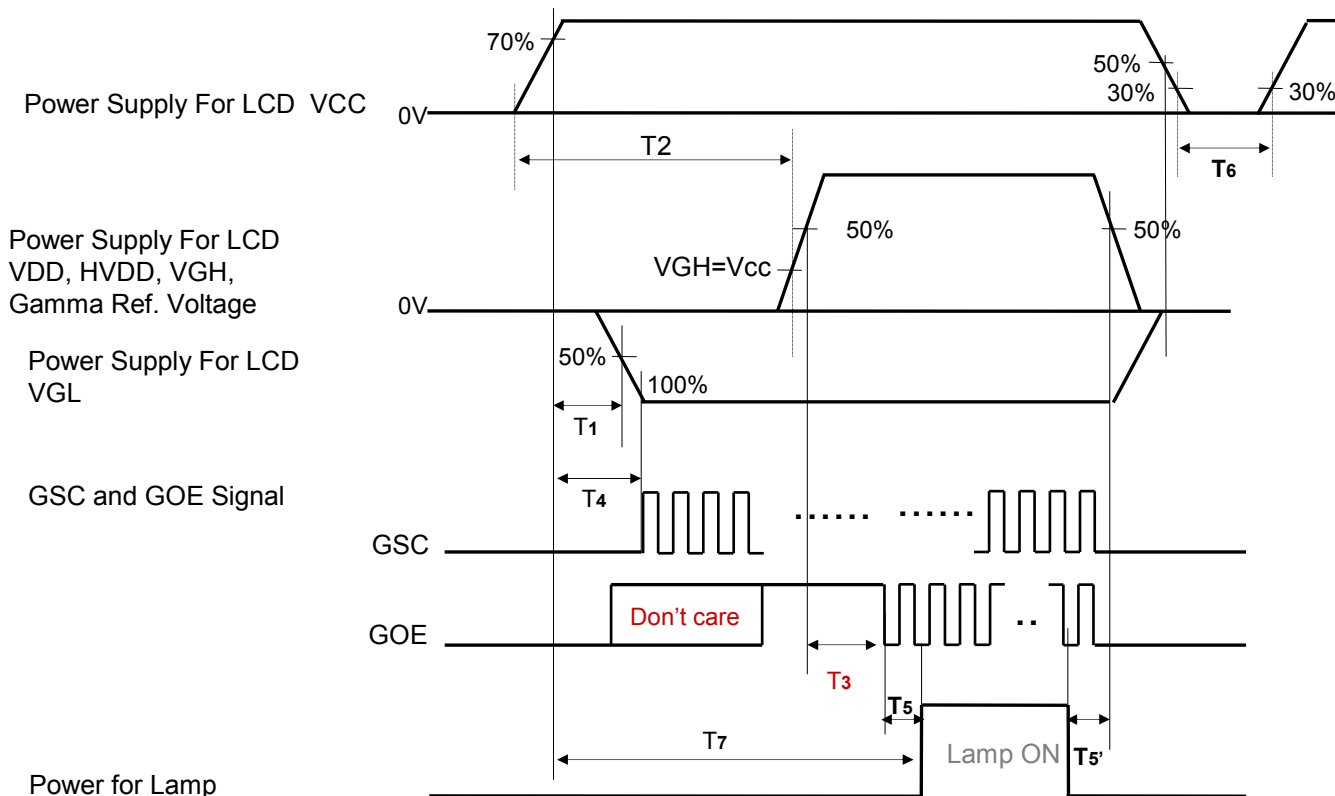 70%
50%
30%
30%
Power Supply For LCD VCC
0V
T2
T6
Power Supply For LCD
VDD, HVDD, VGH,
Gamma Ref. Voltage
50%
50%
VGH=Vcc
0V
Power Supply For LCD
VGL
50%
100%
T1
T4
GSC and GOE Signal
GSC
GOE
Don't care
T3
T5
T7
Lamp ON
T5'
Power for Lamp